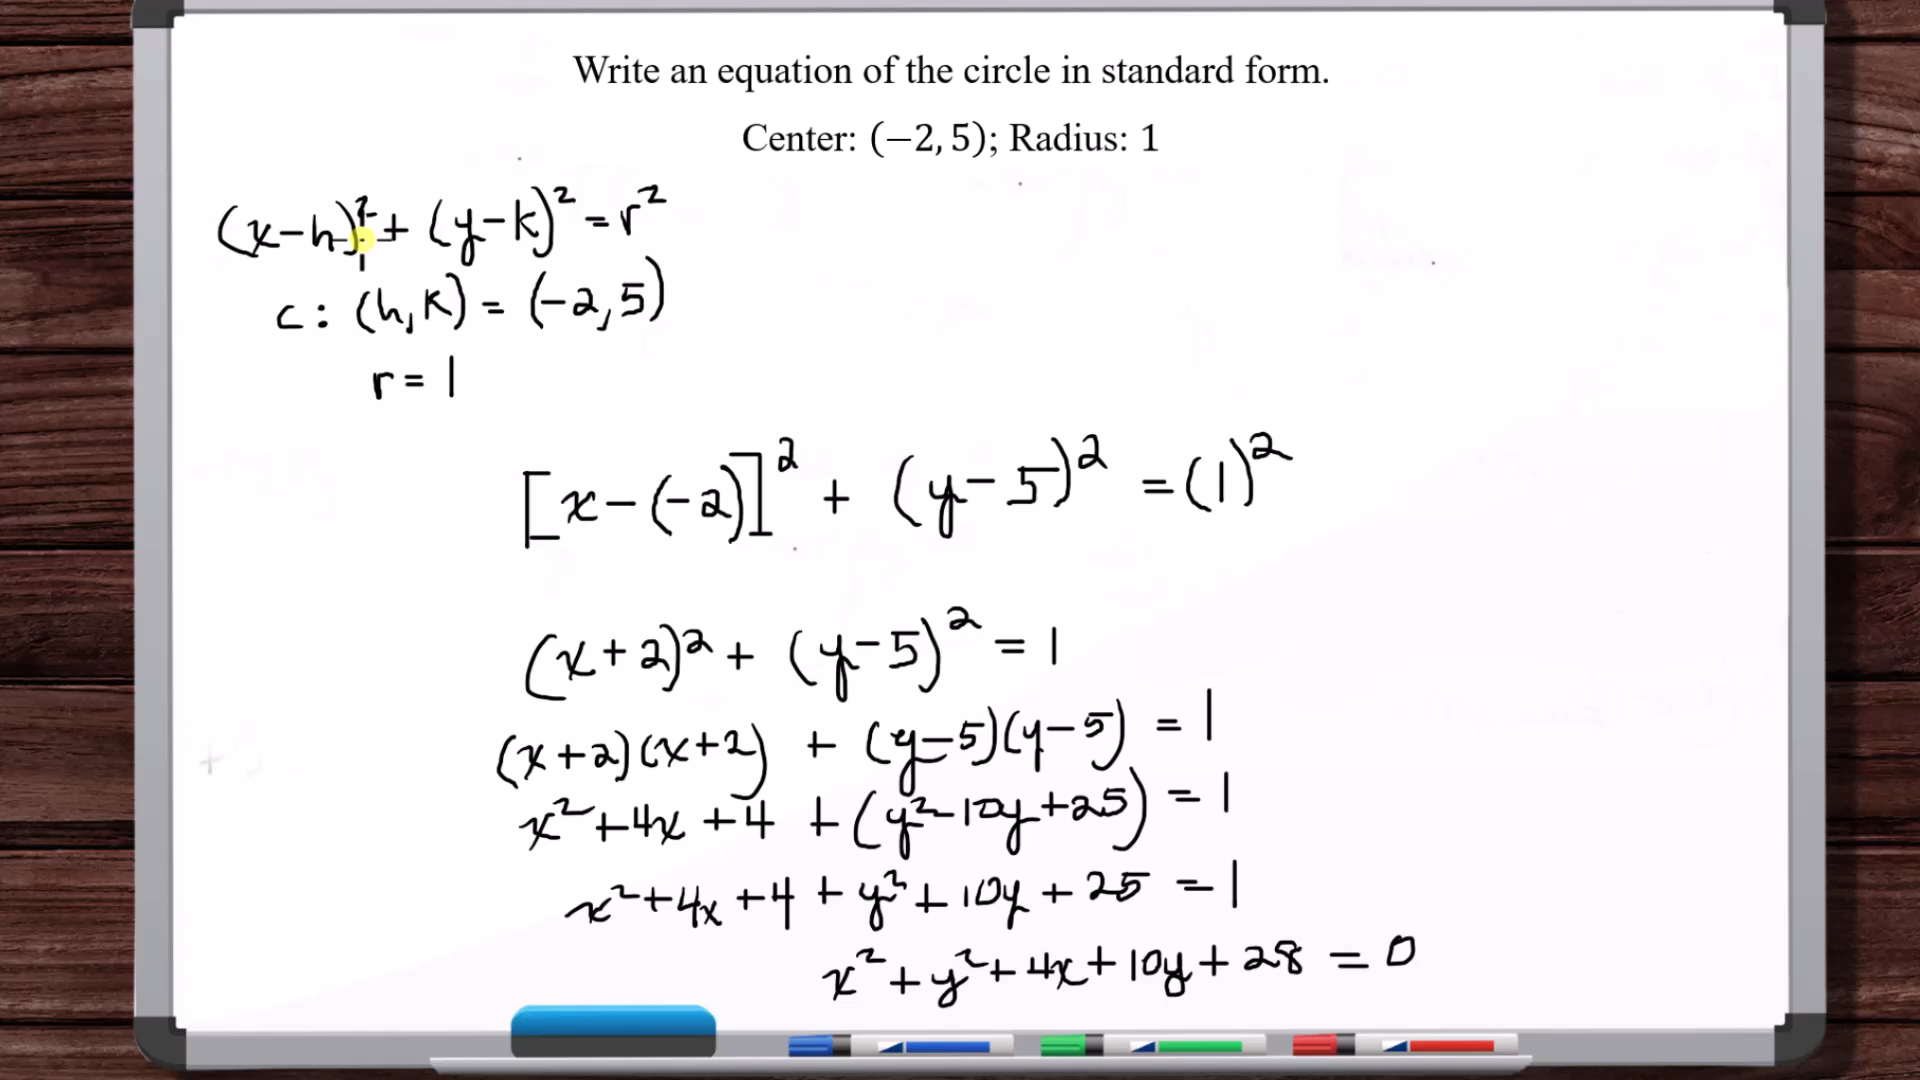 Write an equation of the circle in standard form.
Center: (−2, 5); Radius: 1
(x−h)² + (y−k)² = r²
c: (h,k) = (−2,5)
r = 1
[x−(−2)]² + (y−5)² = (1)²
(x+2)² + (y−5)² = 1
(x+2)(x+2) + (y−5)(y−5) = 1
x²+4x+4 + (y²−10y+25) = 1
x²+4x+4+y²+10y+25 = 1
x²+y²+4x+10y+28 = 0